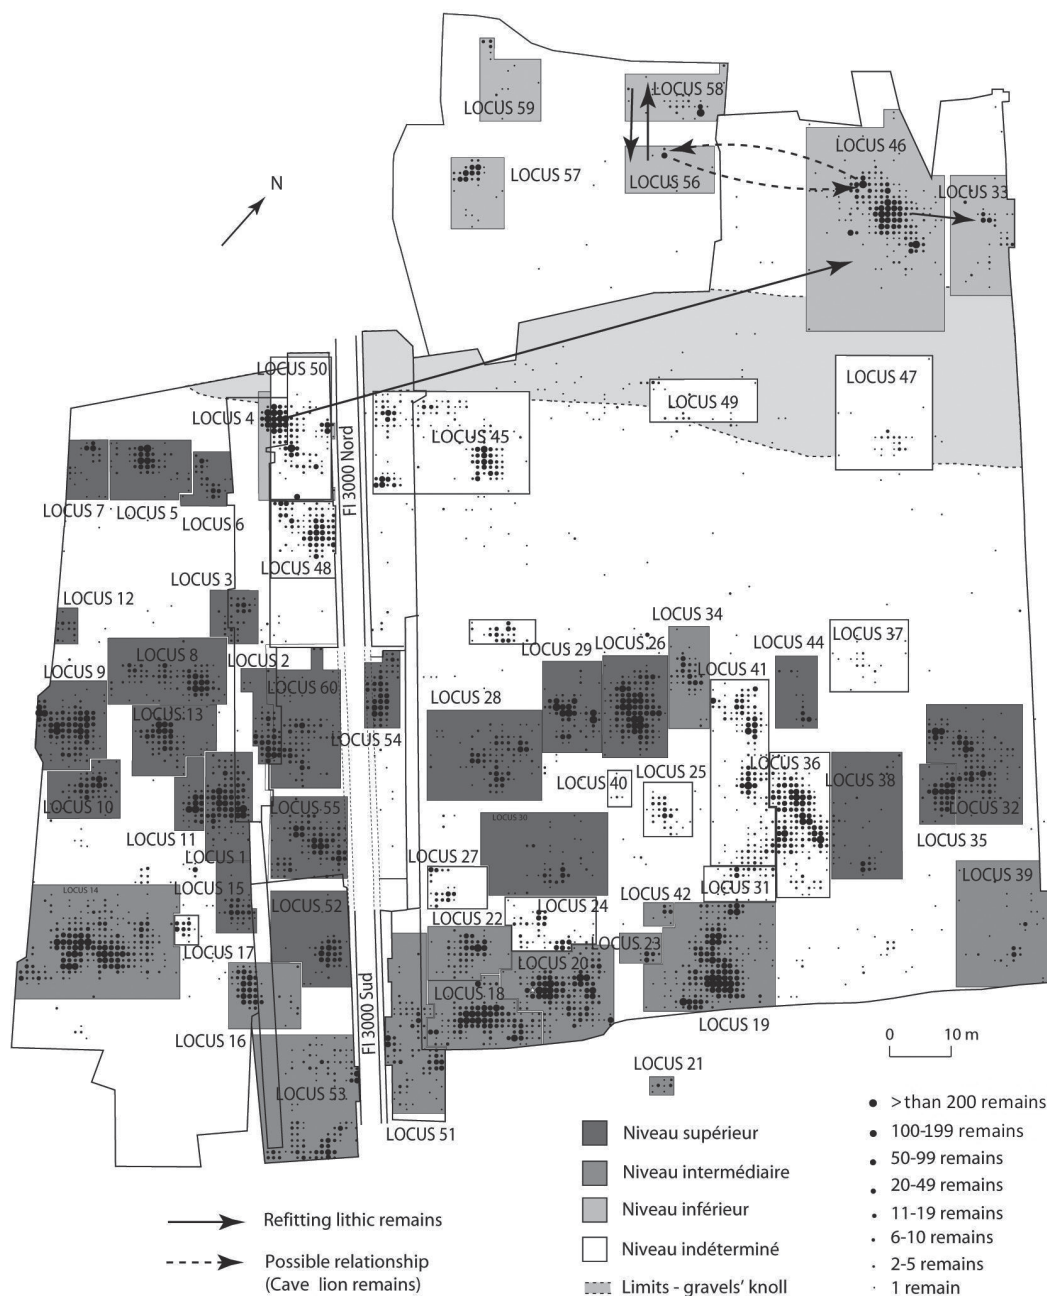 LOCUS 58
LOCUS 59
LOCUS 46
LOCUS 57
LOCUS 56
LOCUS 33
N
LOCUS 50
LOCUS 47
LOCUS 49
LOCUS 4
LOCUS 45
FI 3000 Nord
LOCUS 7
LOCUS 5
LOCUS 6
LOCUS 48
LOCUS 3
LOCUS 12
LOCUS 34
LOCUS 44
LOCUS 37
LOCUS 8
LOCUS 2
LOCUS 29
LOCUS 26
LOCUS 41
LOCUS 9
LOCUS 60
LOCUS 28
LOCUS 13
LOCUS 54
LOCUS 40
LOCUS 25
LOCUS 36
LOCUS 38
LOCUS 10
LOCUS 55
LOCUS 32
LOCUS 30
LOCUS 11
LOCUS 35
LOCUS 1
LOCUS 27
LOCUS 39
LOCUS 14
LOCUS 15
LOCUS 42
LOCUS 31
LOCUS 52
LOCUS 24
LOCUS 22
LOCUS 17
LOCUS 23
LOCUS 20
LOCUS 18
FI 3000 Sud
LOCUS 19
LOCUS 16
0 10 m
LOCUS 21
LOCUS 53
LOCUS 51
Niveau supérieur
Niveau intermédiaire
Niveau inférieur
Niveau indéterminé
Limits - gravels' knoll
Refitting lithic remains
Possible relationship
(Cave lion remains)
> than 200 remains
100-199 remains
50-99 remains
20-49 remains
11-19 remains
6-10 remains
2-5 remains
1 remain